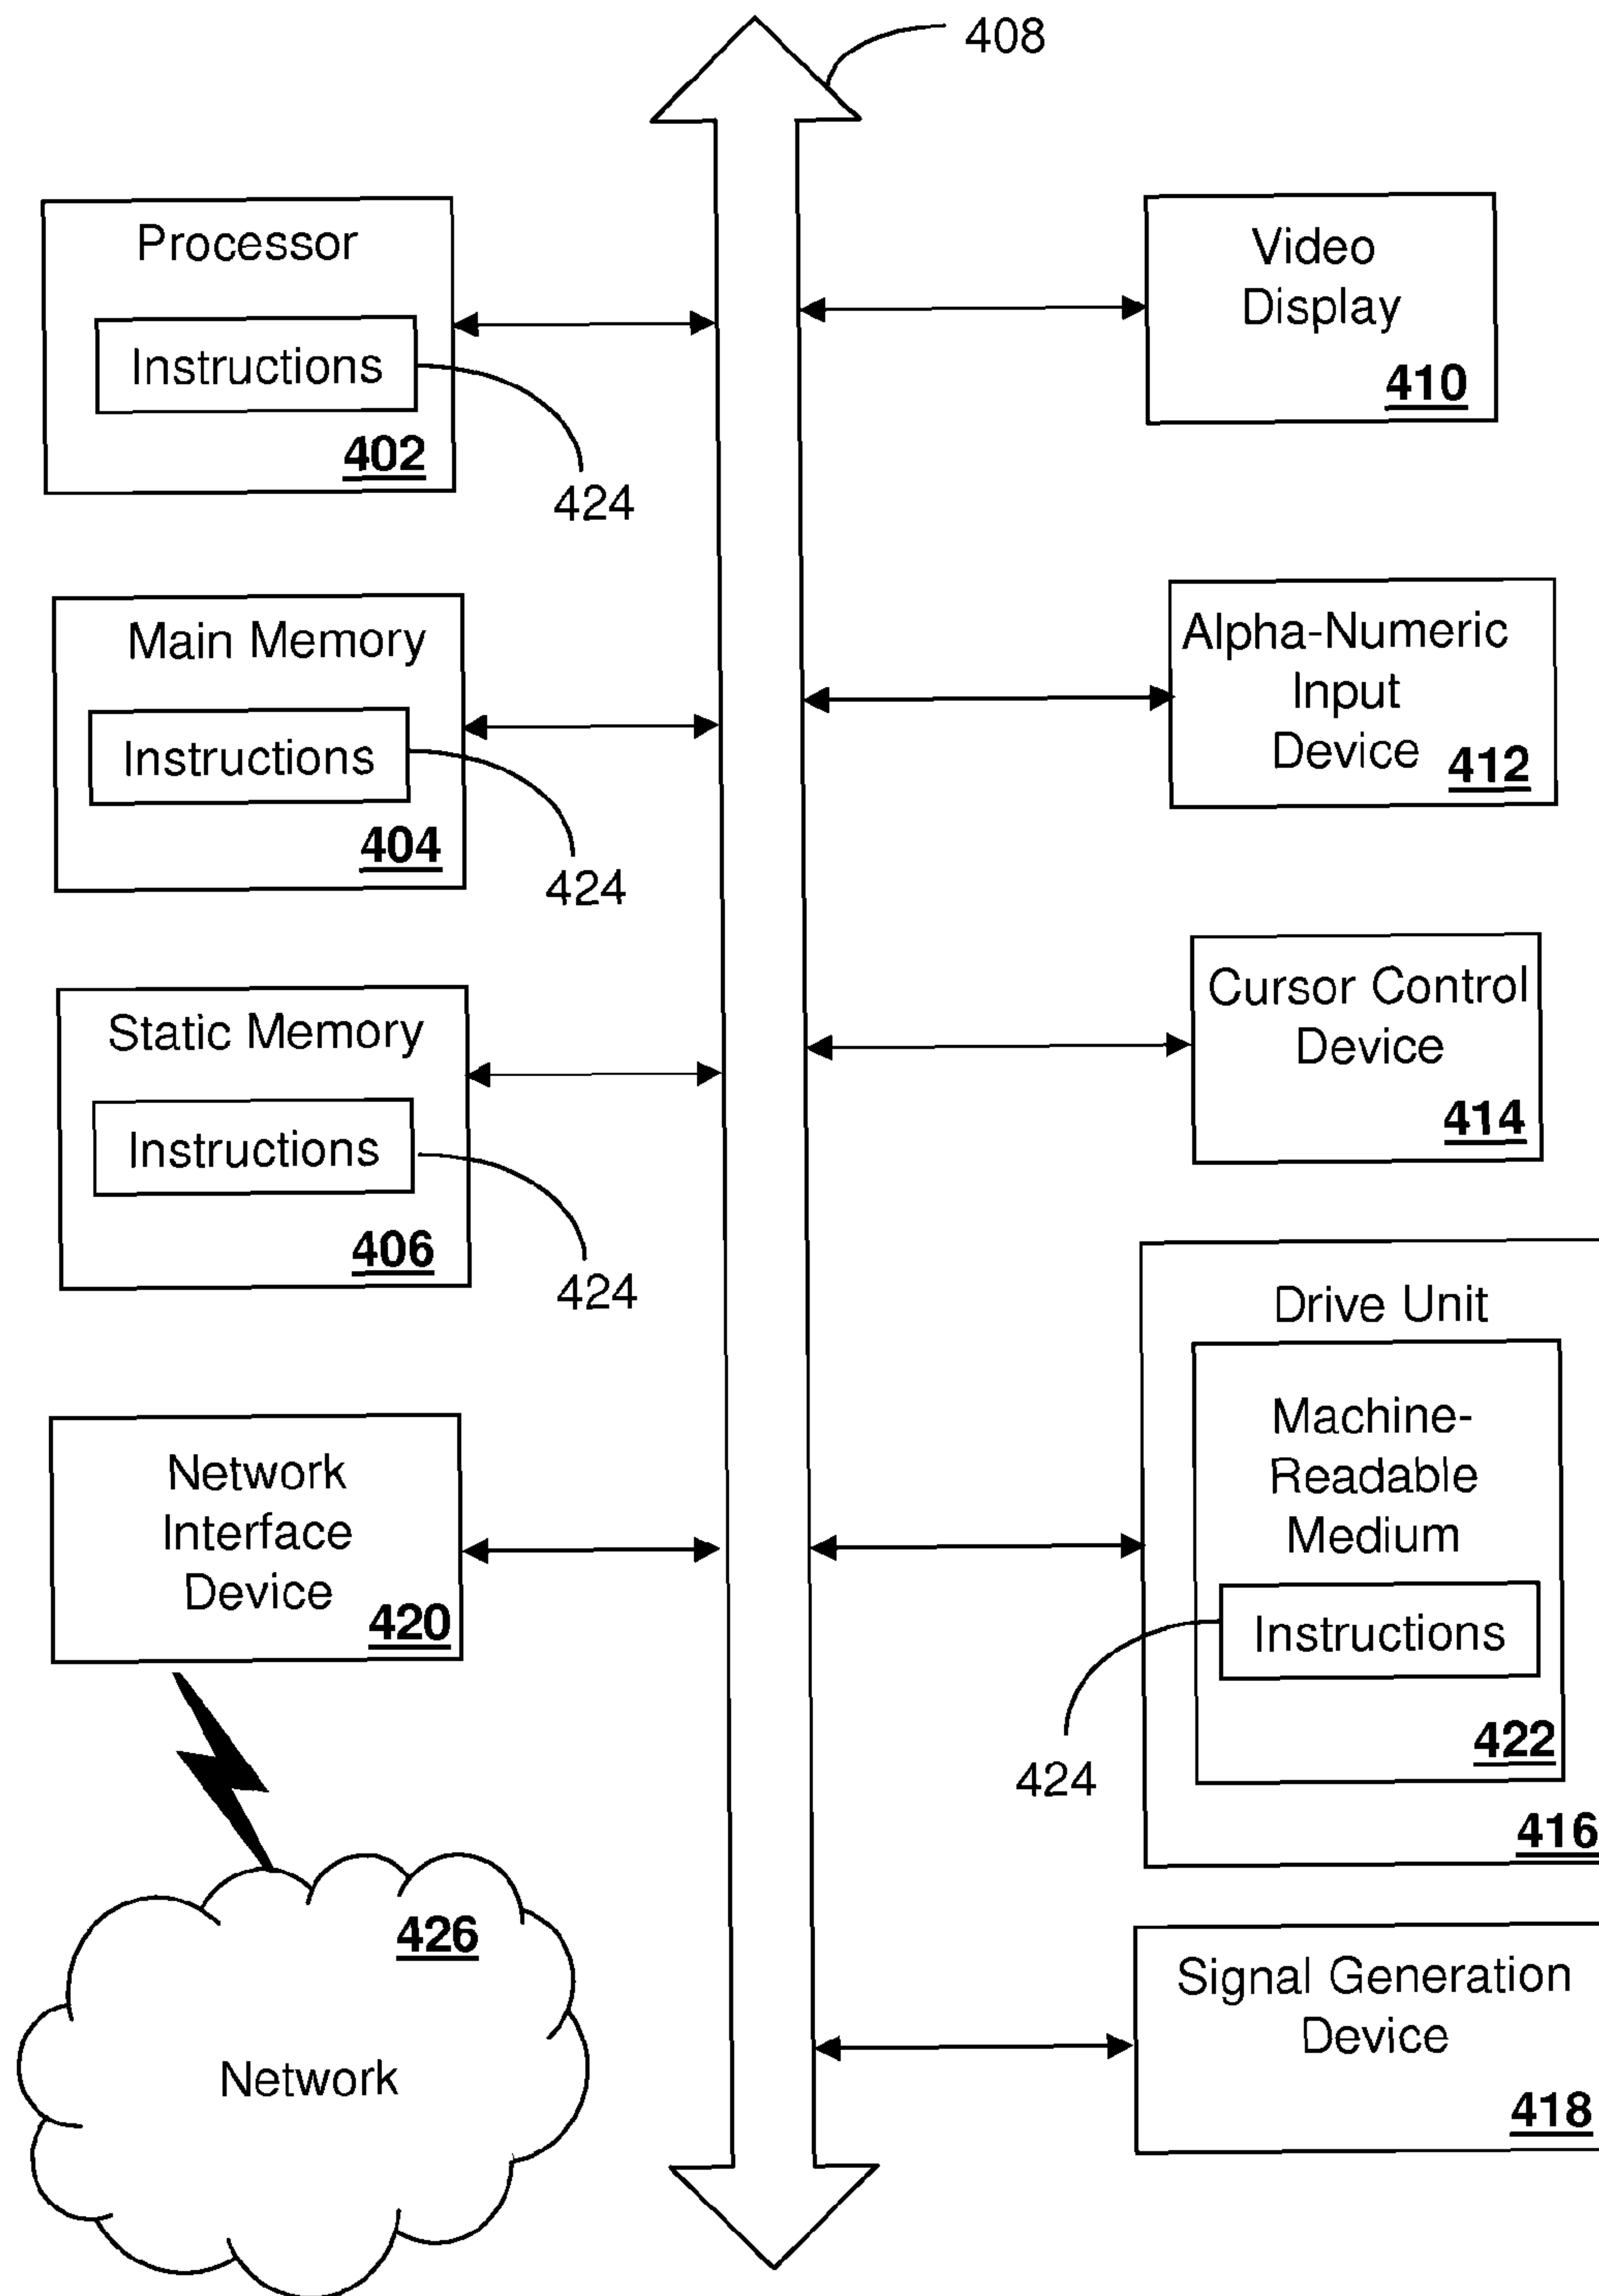 408
Processor
Instructions
402
424
Main Memory
Instructions
404
424
Static Memory
Instructions
406
424
Network
Interface
Device
420
426
Network
Video
Display
410
Alpha-Numeric
Input
Device
412
Cursor Control
Device
414
Drive Unit
Machine-
Readable
Medium
Instructions
422
424
416
Signal Generation
Device
418